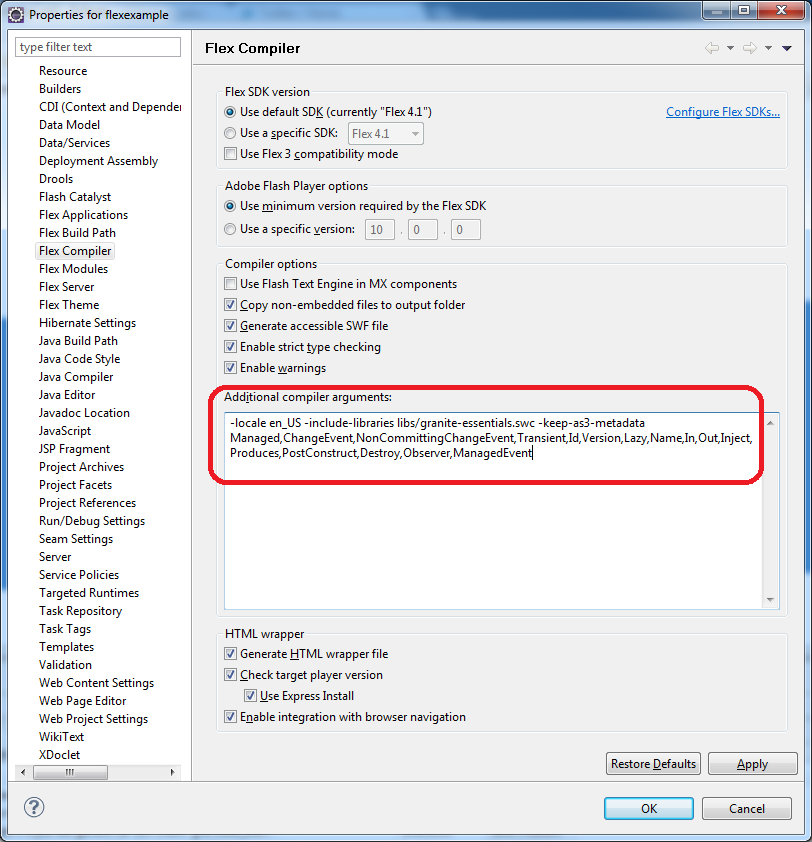 Properties for flexexample
type filter text
Resource
Builders
CDI (Context and Depender
Data Model
Data/Services
Deployment Assembly
Drools
Flash Catalyst
Flex Applications
Flex Build Path
Flex Compiler
Flex Modules
Flex Server
Flex Theme
Hibernate Settings
Java Build Path
Java Code Style
Java Compiler
Java Editor
Javadoc Location
JavaScript
JSP Fragment
Project Archives
Project Facets
Project References
Run/Debug Settings
Seam Settings
Server
Service Policies
Targeted Runtimes
Task Repository
Task Tags
Templates
Validation
Web Content Settings
Web Page Editor
Web Project Settings
WikiText
XDoclet
Flex Compiler
Flex SDK version
Use default SDK (currently "Flex 4.1")
Configure Flex SDKs...
Use a specific SDK: Flex 4.1
Use Flex 3 compatibility mode
Adobe Flash Player options
Use minimum version required by the Flex SDK
Use a specific version: 10 . 0 . 0
Compiler options
Use Flash Text Engine in MX components
Copy non-embedded files to output folder
Generate accessible SWF file
Enable strict type checking
Enable warnings
Additional compiler arguments:
-locale en_US -include-libraries libs/granite-essentials.swc -keep-as3-metadata
Managed,ChangeEvent,NonCommittingChangeEvent,Transient,Id,Version,Lazy,Name,In,Out,Inject,
Produces,PostConstruct,Destroy,Observer,ManagedEvent
HTML wrapper
Generate HTML wrapper file
Check target player version
Use Express Install
Enable integration with browser navigation
Restore Defaults
Apply
?
OK
Cancel